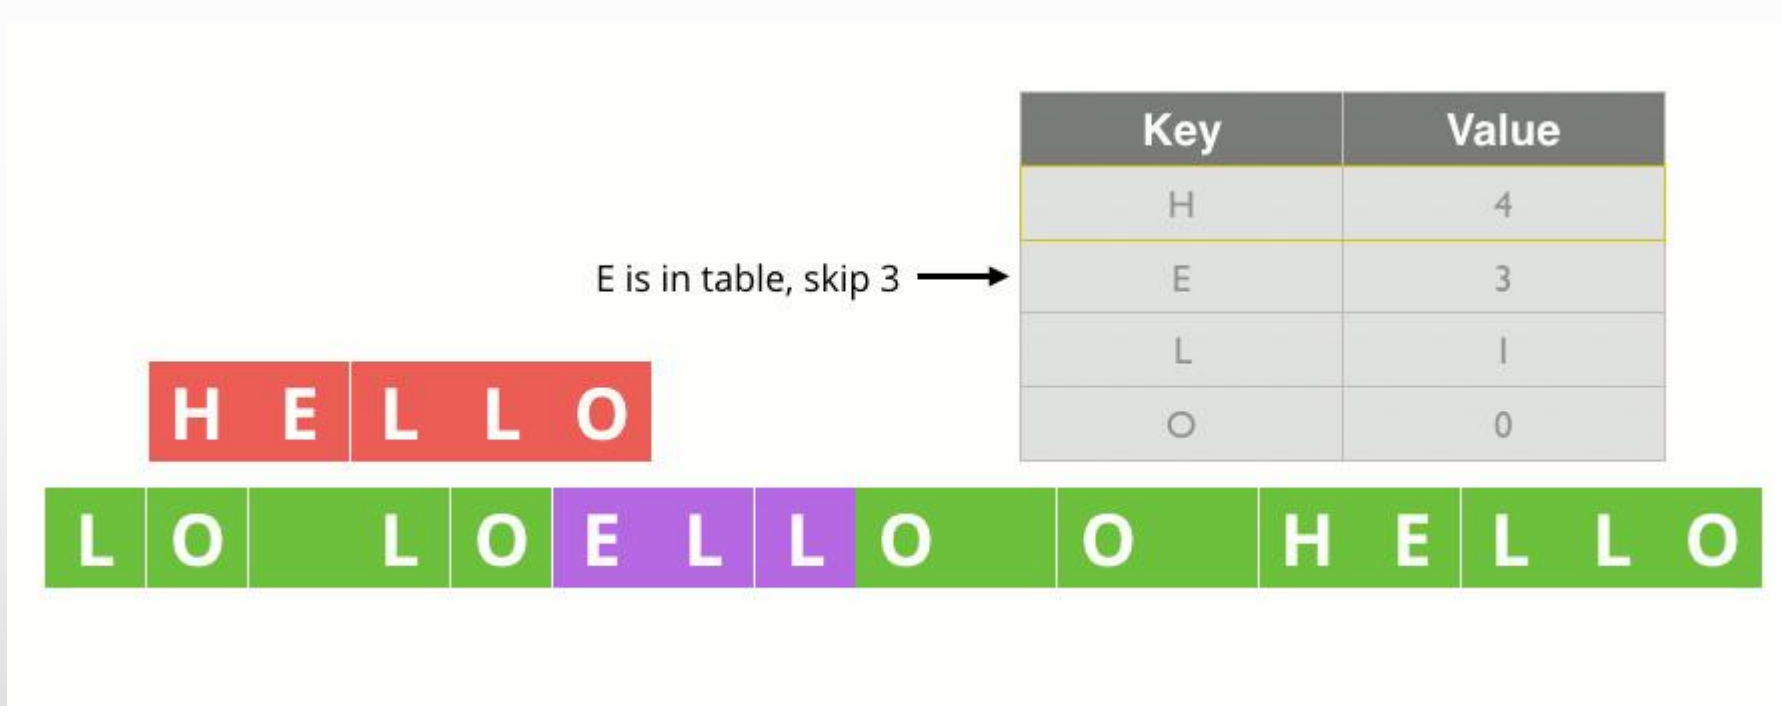 Key Value
H 4
E is in table, skip 3 E 3
L 1
O 0
H E L L O
L O L O E L L O O H E L L O